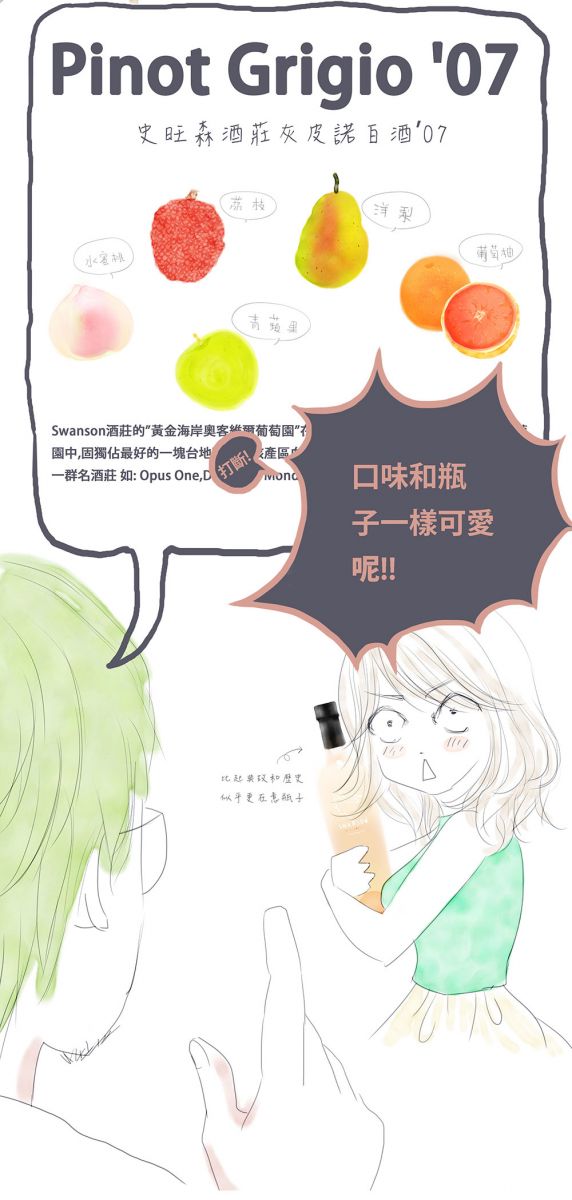 Pinot Grigio '07
史旺森酒莊灰皮諾白酒'07
荔枝
洋梨
水蜜桃
葡萄柚
青蘋果
Swanson酒莊的"黃金海岸奧客維爾葡萄園"在
園中,固獨佔最好的一塊台地
一群名酒莊 如: Opus One,D
Mond
打斷!
口味和瓶
子一樣可愛
呢!!
比起典故和歷史
似乎更在意瓶子